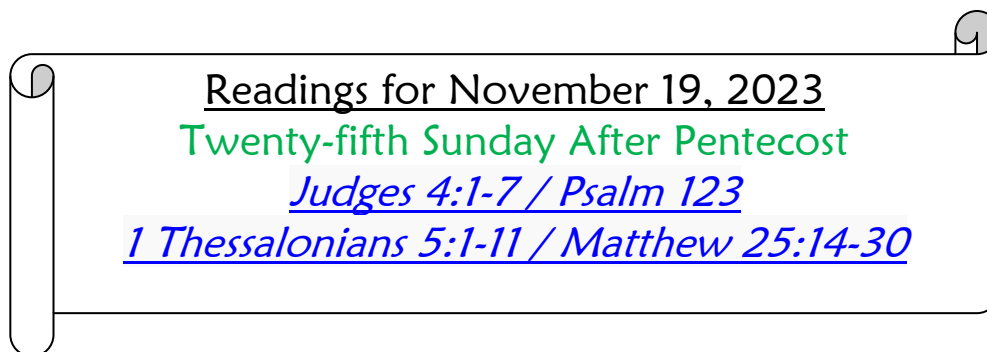 Readings for November 19, 2023
Twenty-fifth Sunday After Pentecost
Judges 4:1-7 / Psalm 123
1 Thessalonians 5:1-11 / Matthew 25:14-30